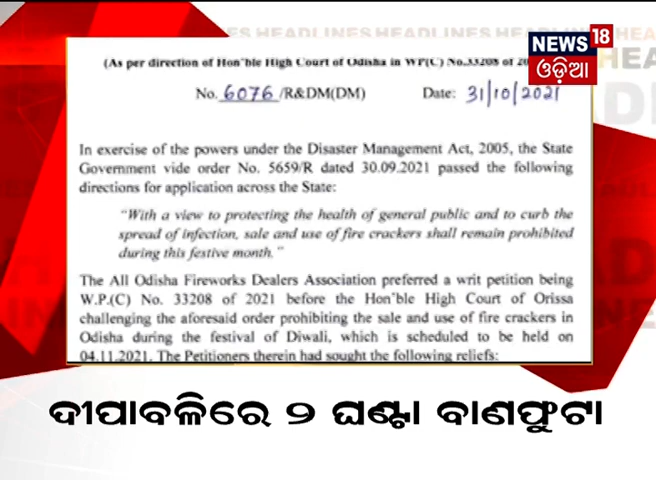 HEADLINES HEADLINES HEADLINES
NEWS 18
ଓଡ଼ିଆ
(As per direction of Hon'ble High Court of Odisha in WP(C) No.33208 of
No. 6076 /R&DM(DM) Date: 31/10/2021
In exercise of the powers under the Disaster Management Act, 2005, the State
Government vide order No. 5659/R dated 30.09.2021 passed the following
directions for application across the State:
"With a view to protecting the health of general public and to curb the
spread of infection, sale and use of fire crackers shall remain prohibited
during this festive month."
The All Odisha Fireworks Dealers Association preferred a writ petition being
W.P.(C) No. 33208 of 2021 before the Hon'ble High Court of Orissa
challenging the aforesaid order prohibiting the sale and use of fire crackers in
Odisha during the festival of Diwali, which is scheduled to be held on
04.11.2021. The Petitioners therein had sought the following reliefs:
ଦୀପାବଳିରେ ୨ ଘଣ୍ଟା ବାଣଫୁଟା